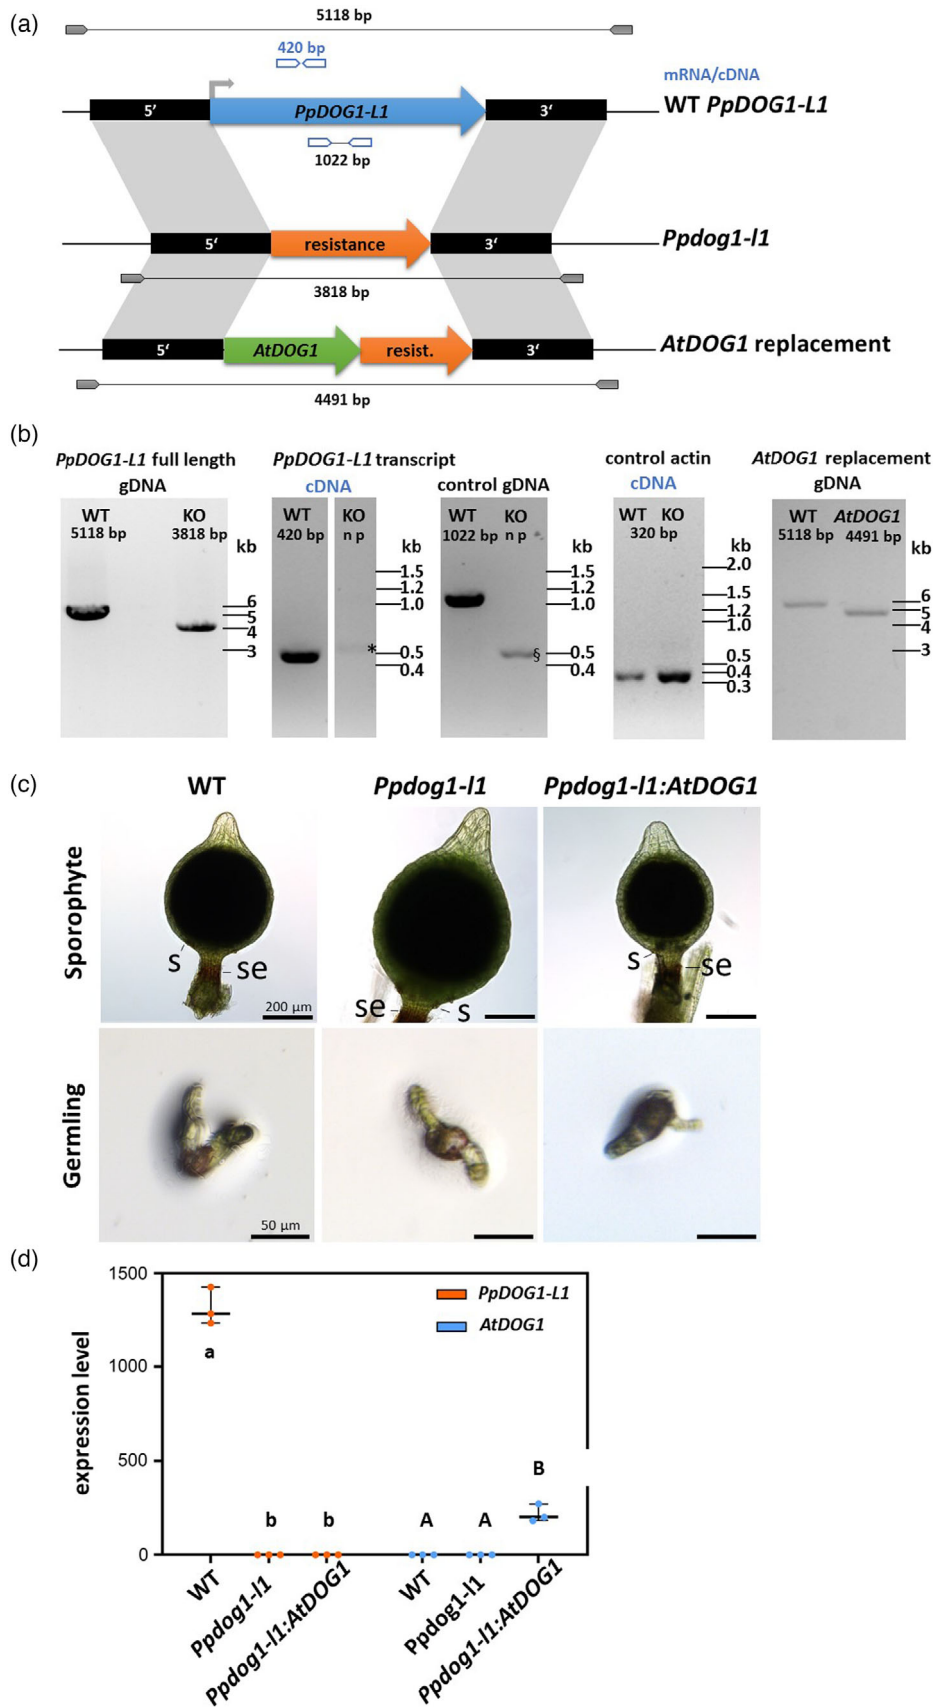 (a)
5118 bp
420 bp
mRNA/cDNA
5’ PpDOG1-L1 3’ WT PpDOG1-L1
1022 bp
5‘ resistance 3‘ Ppdog1-l1
3818 bp
5‘ AtDOG1 resist. 3‘ AtDOG1 replacement
4491 bp
(b)
PpDOG1-L1 full length
gDNA
WT KO
5118 bp 3818 bp
kb
6
5
4
3
PpDOG1-L1 transcript
cDNA
WT KO
420 bp n p
kb
1.5
1.2
1.0
*
0.5
0.4
control gDNA
WT KO
1022 bp n p
kb
1.5
1.2
1.0
§
0.5
0.4
control actin
cDNA
WT KO
320 bp
kb
2.0
1.5
1.2
1.0
0.5
0.4
0.3
AtDOG1 replacement
gDNA
WT AtDOG1
5118 bp 4491 bp
kb
6
5
4
3
(c)
WT Ppdog1-l1 Ppdog1-l1:AtDOG1
Sporophyte
s se
200 µm
se s
s se
Germling
50 µm
(d)
expression level
1500
1000
500
0
PpDOG1-L1
AtDOG1
a
b
b
A
A
B
WT
Ppdog1-l1
Ppdog1-l1:AtDOG1
WT
Ppdog1-l1
Ppdog1-l1:AtDOG1